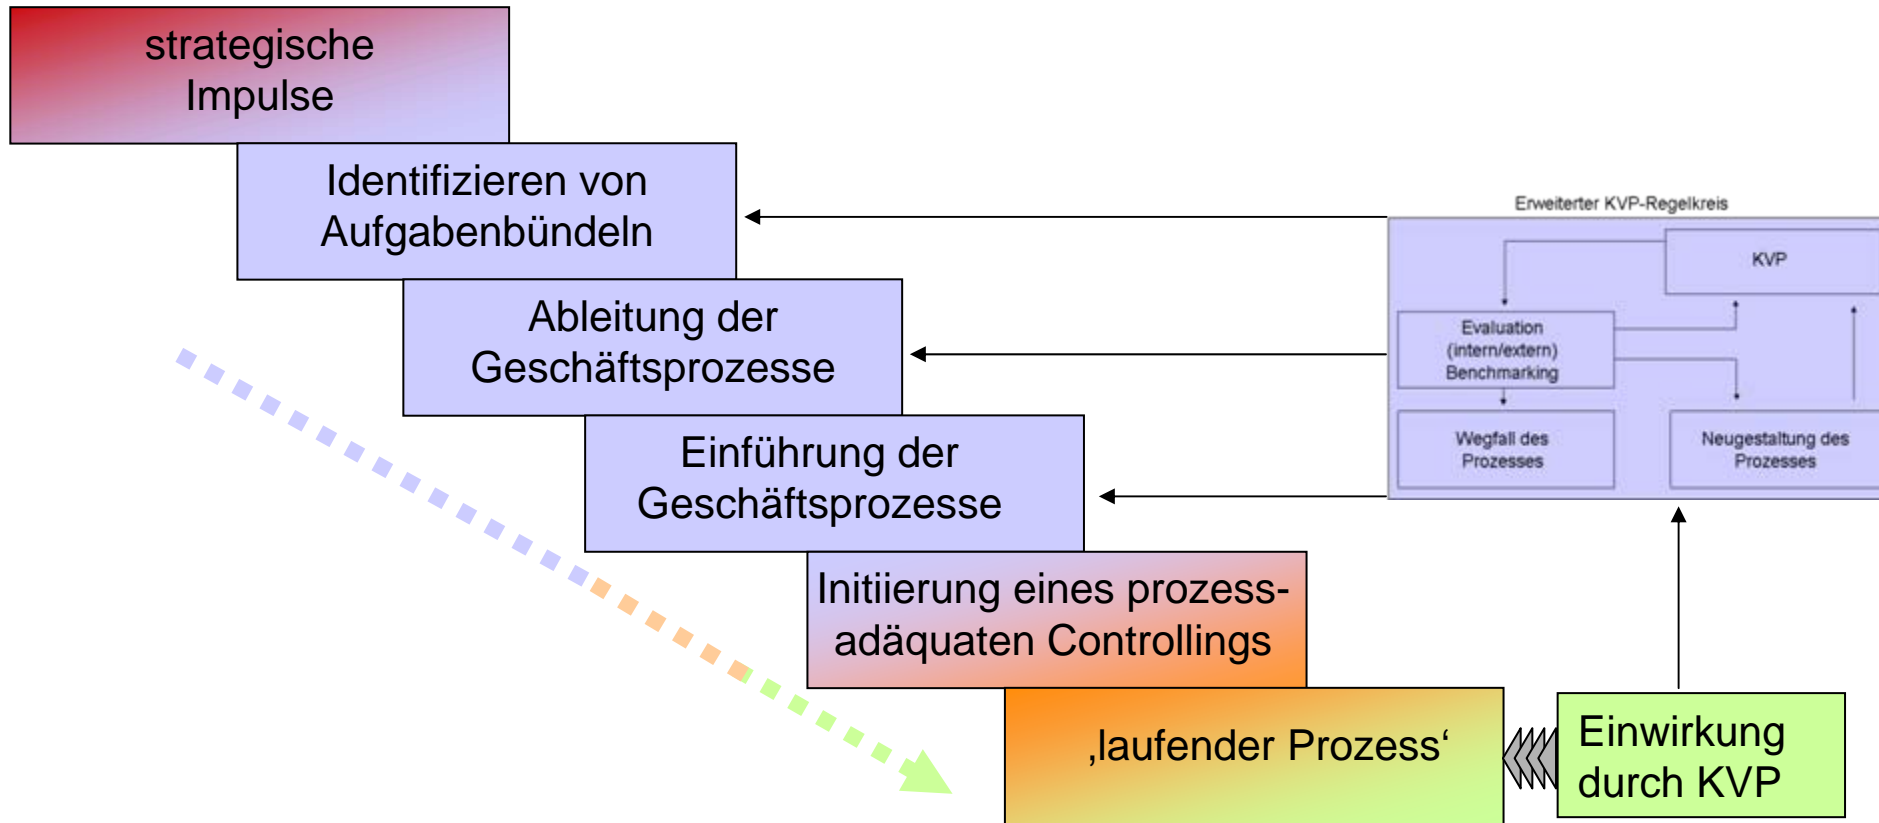 strategische
Impulse
Identifizieren von
Aufgabenbündeln
Ableitung der
Geschäftsprozesse
Einführung der
Geschäftsprozesse
Initiierung eines prozess-
adäquaten Controllings
‚laufender Prozess‘
Einwirkung
durch KVP
Erweiterter KVP-Regelkreis
KVP
Evaluation
(intern/extern)
Benchmarking
Wegfall des
Prozesses
Neugestaltung des
Prozesses